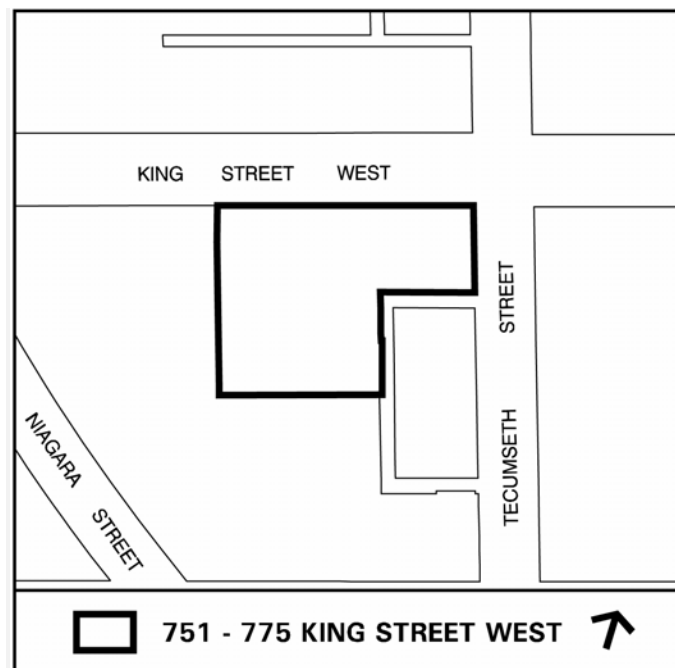 KING STREET WEST
STREET
TECUMSETH
NIAGARA
STREET
751 - 775 KING STREET WEST